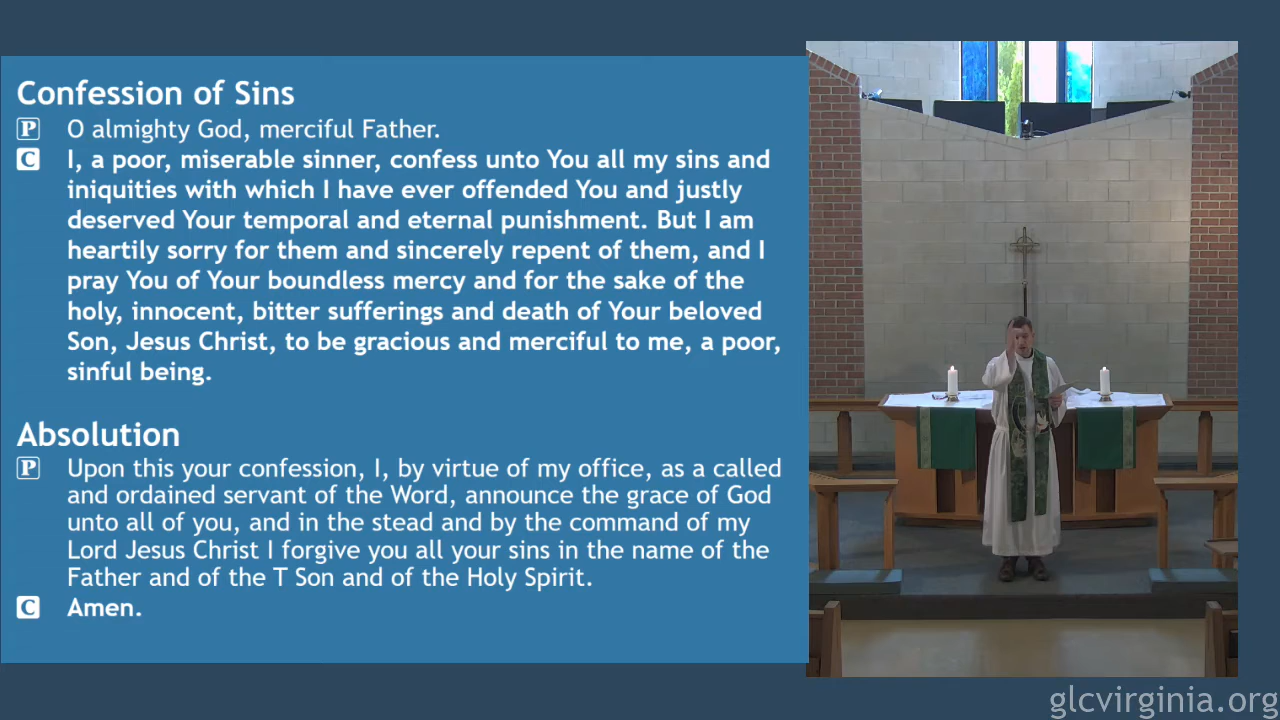 Confession of Sins
P O almighty God, merciful Father.
C I, a poor, miserable sinner, confess unto You all my sins and
iniquities with which I have ever offended You and justly
deserved Your temporal and eternal punishment. But I am
heartily sorry for them and sincerely repent of them, and I
pray You of Your boundless mercy and for the sake of the
holy, innocent, bitter sufferings and death of Your beloved
Son, Jesus Christ, to be gracious and merciful to me, a poor,
sinful being.
Absolution
P Upon this your confession, I, by virtue of my office, as a called
and ordained servant of the Word, announce the grace of God
unto all of you, and in the stead and by the command of my
Lord Jesus Christ I forgive you all your sins in the name of the
Father and of the T Son and of the Holy Spirit.
C Amen.
glcvirginia.org